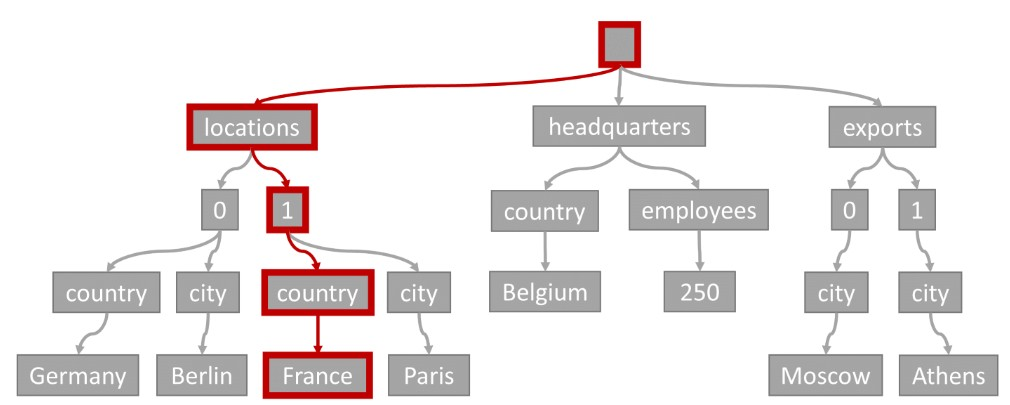 locations
headquarters
exports
0
1
country
employees
0
1
country
city
country
city
Belgium
250
city
city
Germany
Berlin
France
Paris
Moscow
Athens